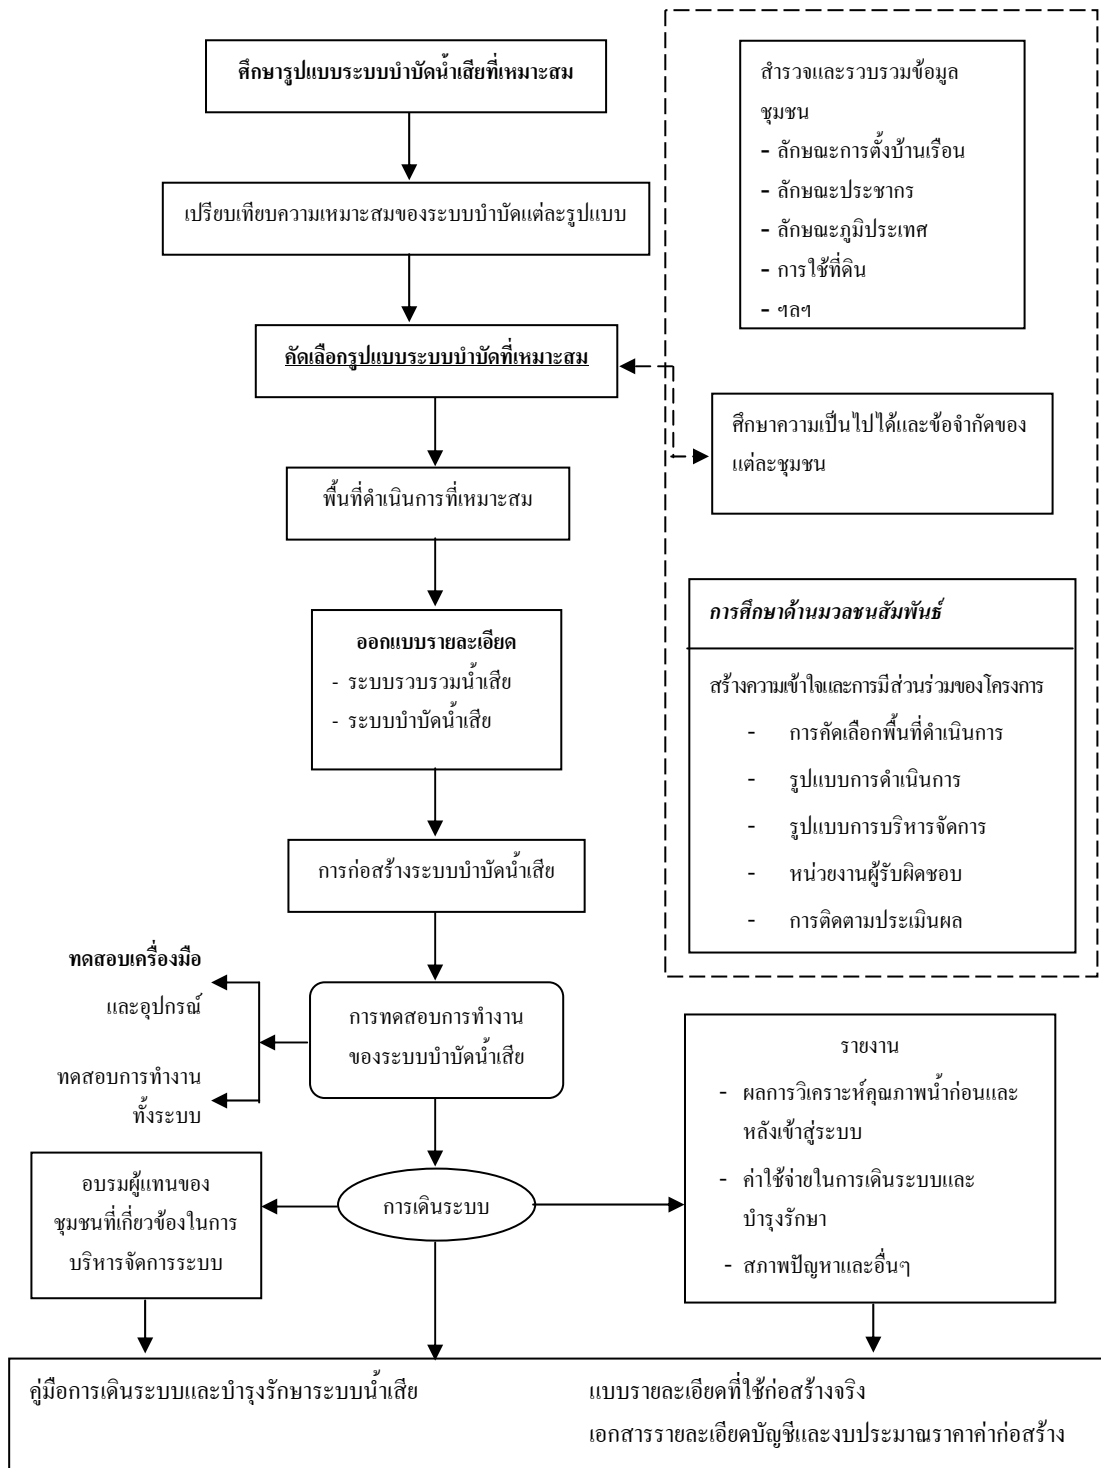 ศึกษารูปแบบระบบบำบัดน้ำเสียที่เหมาะสม
เปรียบเทียบความเหมาะสมของระบบบำบัดแต่ละรูปแบบ
คัดเลือกรูปแบบระบบบำบัดที่เหมาะสม
พื้นที่ดำเนินการที่เหมาะสม
ออกแบบรายละเอียด
- ระบบรวบรวมน้ำเสีย
- ระบบบำบัดน้ำเสีย
การก่อสร้างระบบบำบัดน้ำเสีย
สำรวจและรวบรวมข้อมูล
ชุมชน
- ลักษณะการตั้งบ้านเรือน
- ลักษณะประชากร
- ลักษณะภูมิประเทศ
- การใช้ที่ดิน
- ฯลฯ
ศึกษาความเป็นไปได้และข้อจำกัดของ
แต่ละชุมชน
การศึกษาด้านมวลชนสัมพันธ์
สร้างความเข้าใจและการมีส่วนร่วมของโครงการ
- การคัดเลือกพื้นที่ดำเนินการ
- รูปแบบการดำเนินการ
- รูปแบบการบริหารจัดการ
- หน่วยงานผู้รับผิดชอบ
- การติดตามประเมินผล
ทดสอบเครื่องมือ
และอุปกรณ์
ทดสอบการทำงาน
ทั้งระบบ
การทดสอบการทำงาน
ของระบบบำบัดน้ำเสีย
การเดินระบบ
อบรมผู้แทนของ
ชุมชนที่เกี่ยวข้องในการ
บริหารจัดการระบบ
รายงาน
- ผลการวิเคราะห์คุณภาพน้ำก่อนและ
หลังเข้าสู่ระบบ
- ค่าใช้จ่ายในการเดินระบบและ
บำรุงรักษา
- สภาพปัญหาและอื่นๆ
คู่มือการเดินระบบและบำรุงรักษาระบบน้ำเสีย
แบบรายละเอียดที่ใช้ก่อสร้างจริง
เอกสารรายละเอียดบัญชีและงบประมาณราคาค่าก่อสร้าง